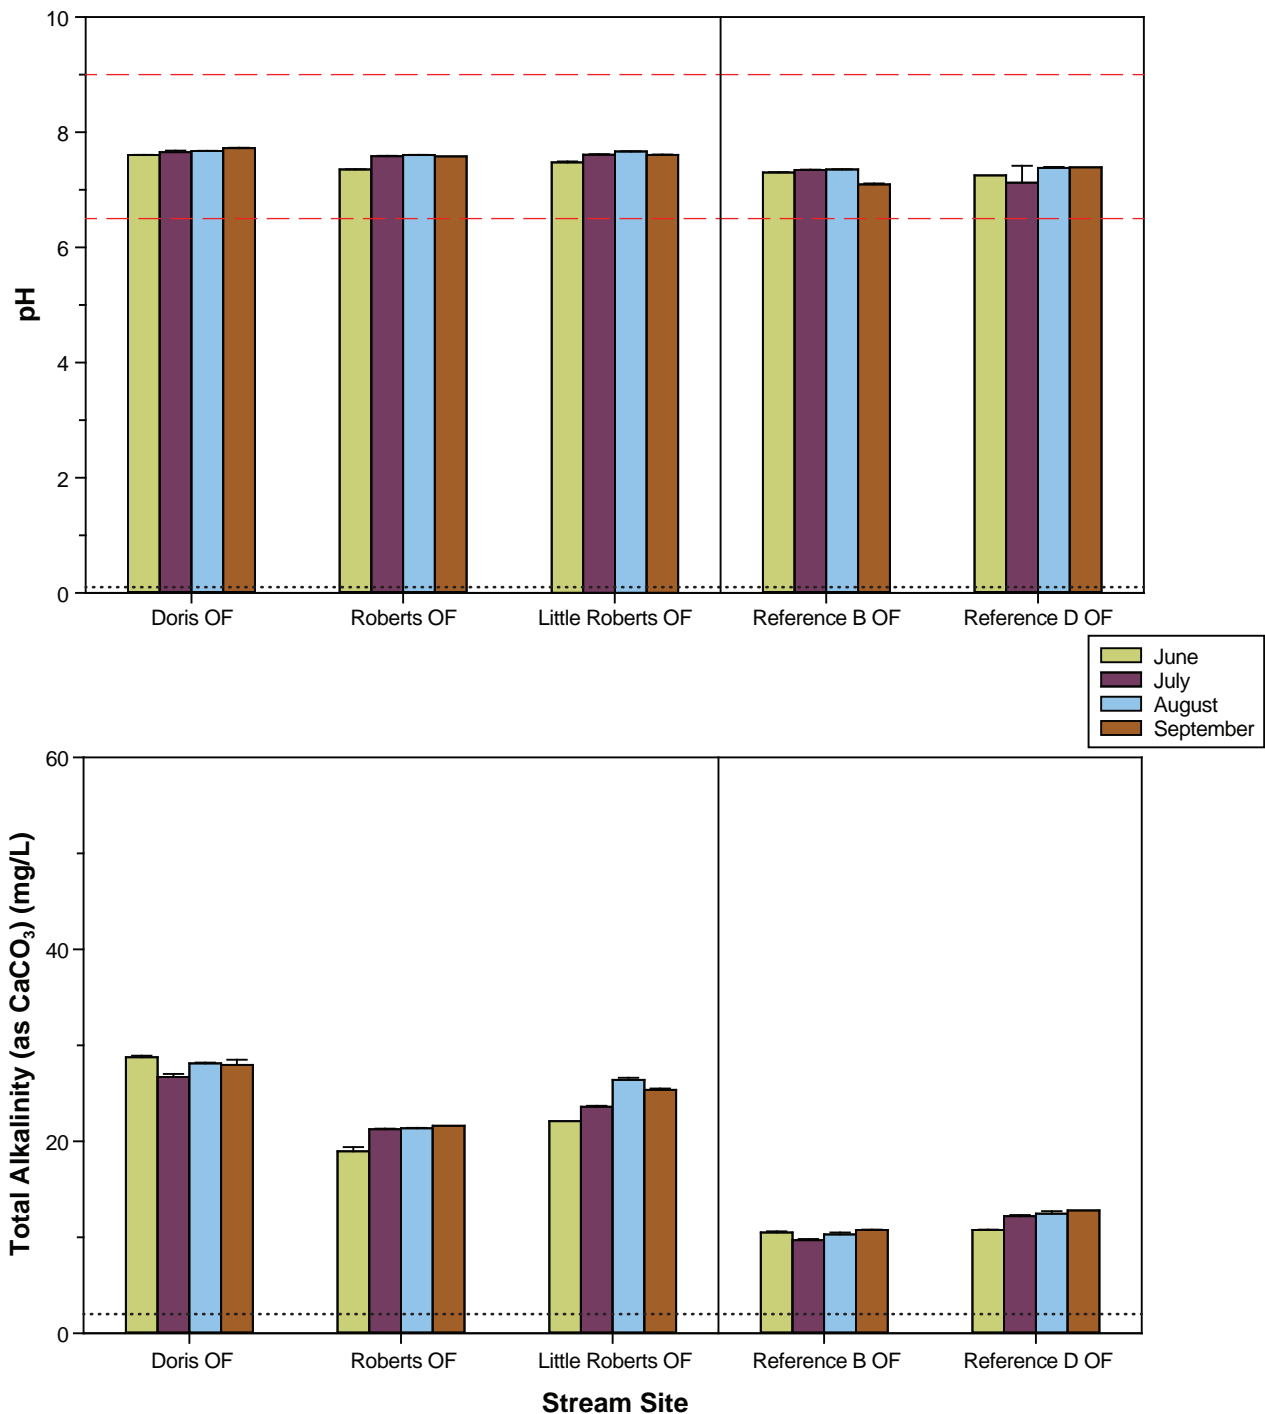 10
8
6
4
2
0
pH
Doris OF
Roberts OF
Little Roberts OF
Reference B OF
Reference D OF
June
July
August
September
60
40
20
0
Total Alkalinity (as CaCO₃) (mg/L)
Doris OF
Roberts OF
Little Roberts OF
Reference B OF
Reference D OF
Stream Site